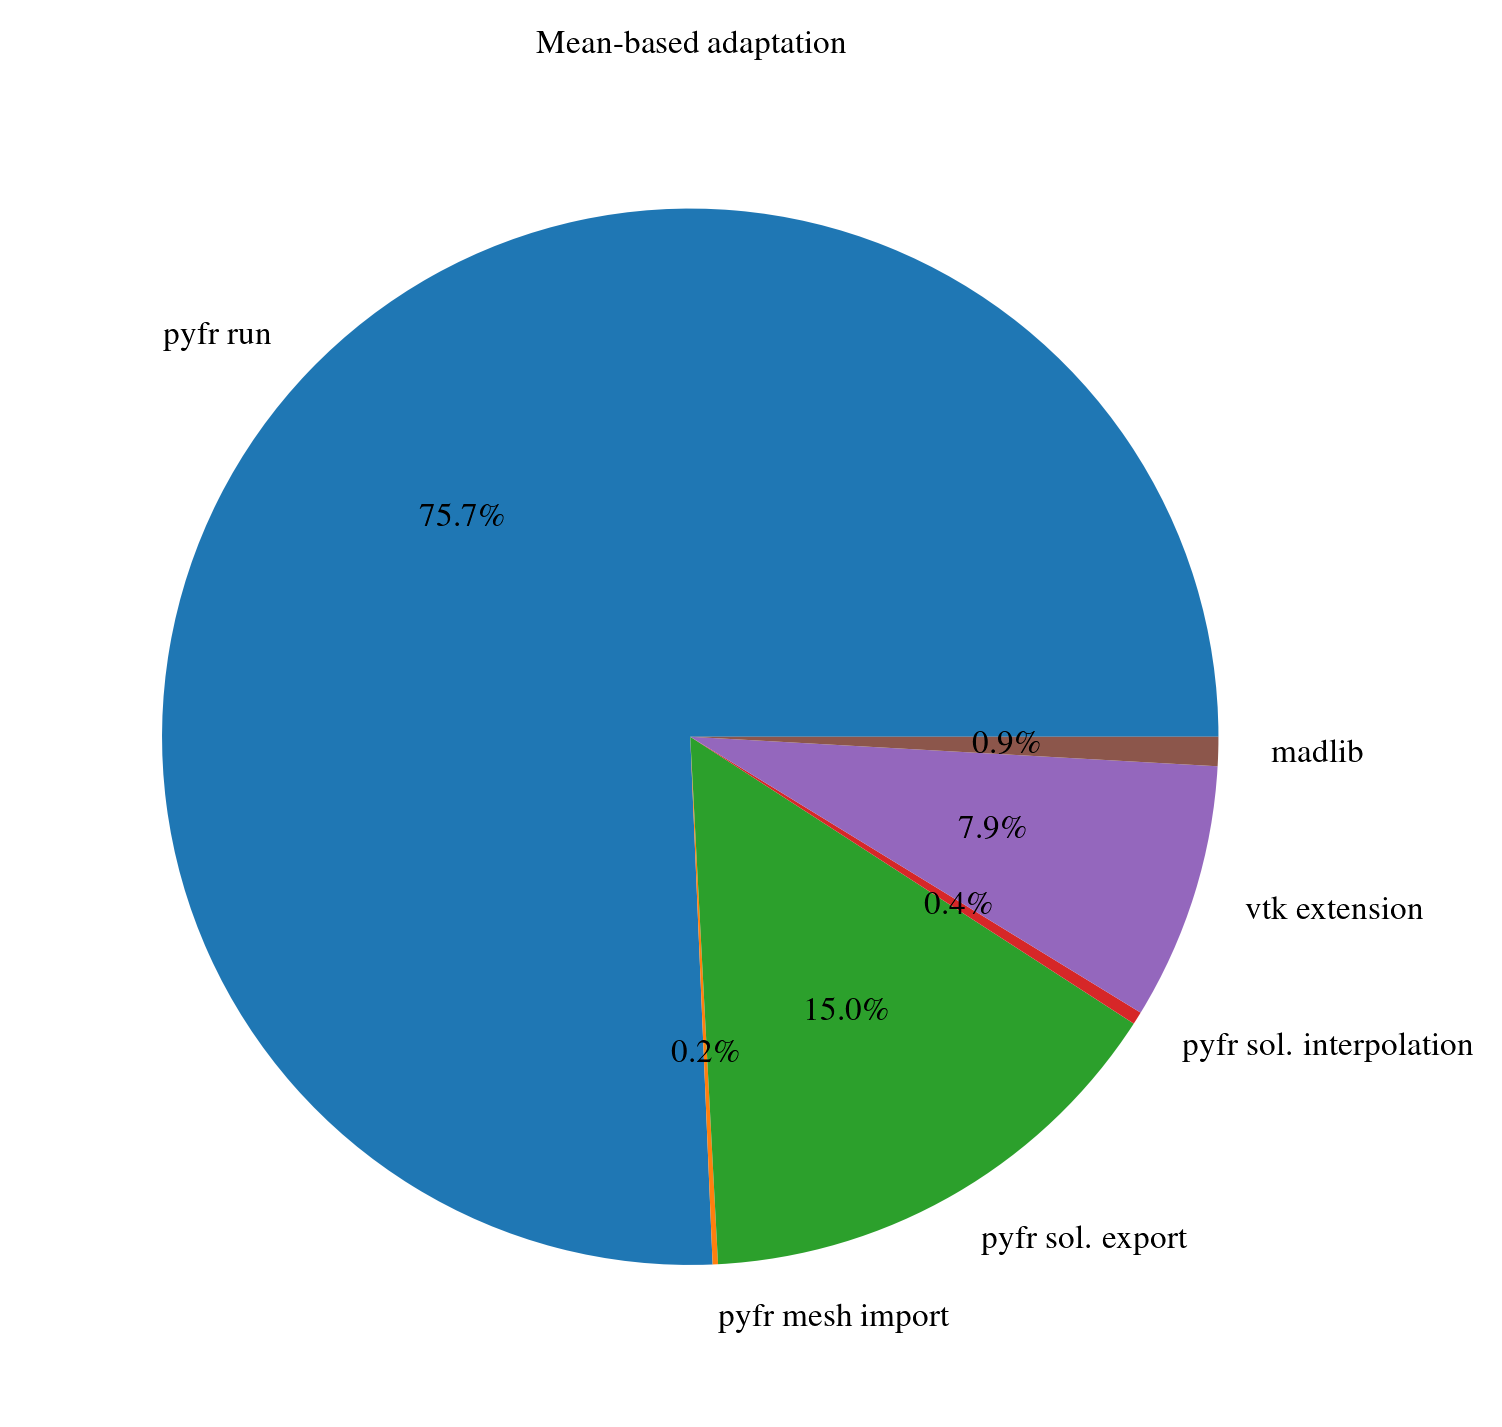 Mean-based adaptation
pyfr run
75.7%
0.9%
madlib
7.9%
vtk extension
0.4%
pyfr sol. interpolation
15.0%
0.2%
pyfr sol. export
pyfr mesh import